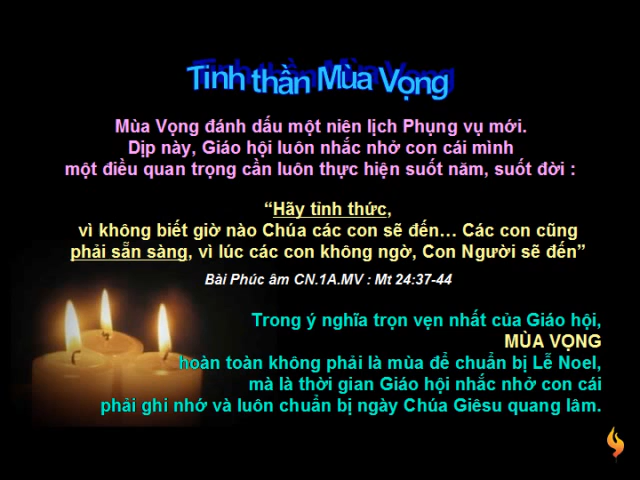 Tinh thần Mùa Vọng
Mùa Vọng đánh dấu một niên lịch Phụng vụ mới.
Dịp này, Giáo hội luôn nhắc nhở con cái mình
một điều quan trọng cần luôn thực hiện suốt năm, suốt đời :
“Hãy tỉnh thức,
vì không biết giờ nào Chúa các con sẽ đến… Các con cũng
phải sẵn sàng, vì lúc các con không ngờ, Con Người sẽ đến”
Bài Phúc âm CN.1A.MV : Mt 24:37-44
Trong ý nghĩa trọn vẹn nhất của Giáo hội,
MÙA VỌNG
hoàn toàn không phải là mùa để chuẩn bị Lễ Noel,
mà là thời gian Giáo hội nhắc nhở con cái
phải ghi nhớ và luôn chuẩn bị ngày Chúa Giêsu quang lâm.